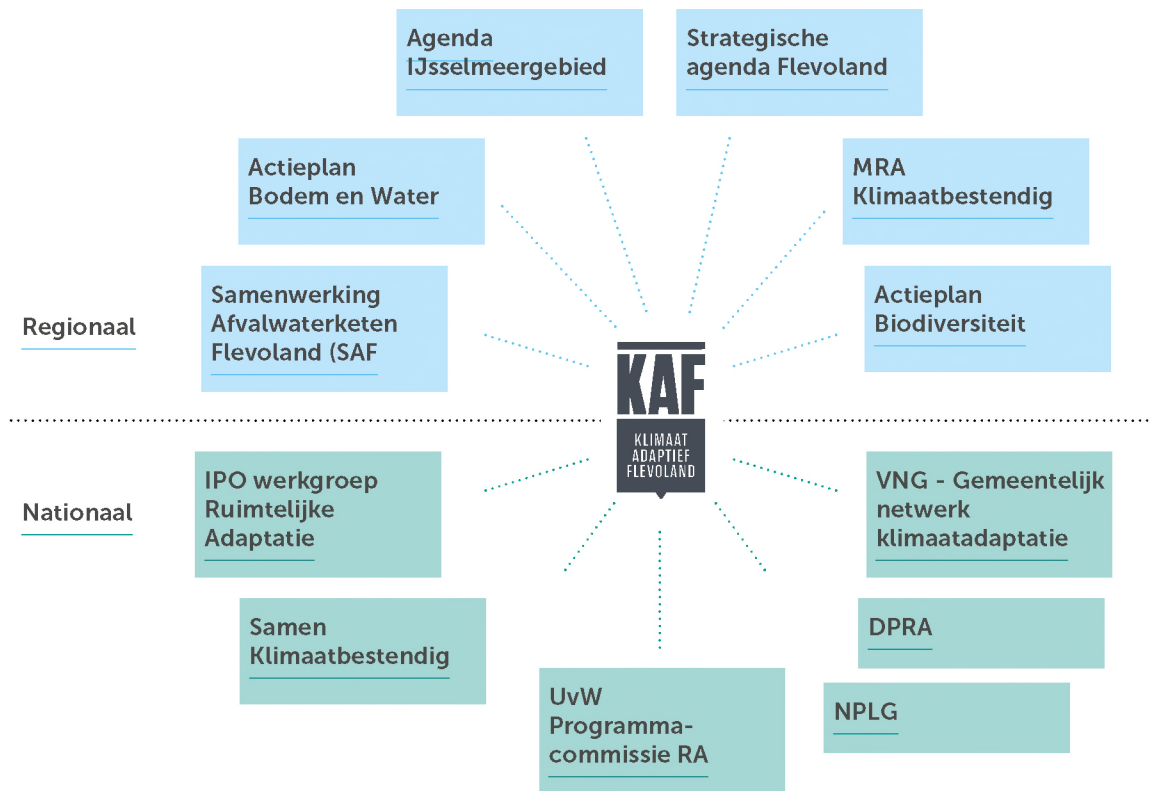 Agenda
IJsselmeergebied
Strategische
agenda Flevoland
Actieplan
Bodem en Water
MRA
Klimaatbestendig
Samenwerking
Afvalwaterketen
Flevoland (SAF
Actieplan
Biodiversiteit
Regionaal
KAF
KLIMAAT
ADAPTIEF
FLEVOLAND
Nationaal
IPO werkgroep
Ruimtelijke
Adaptatie
VNG - Gemeentelijk
netwerk
klimaatadaptatie
Samen
Klimaatbestendig
DPRA
UvW
Programma-
commissie RA
NPLG